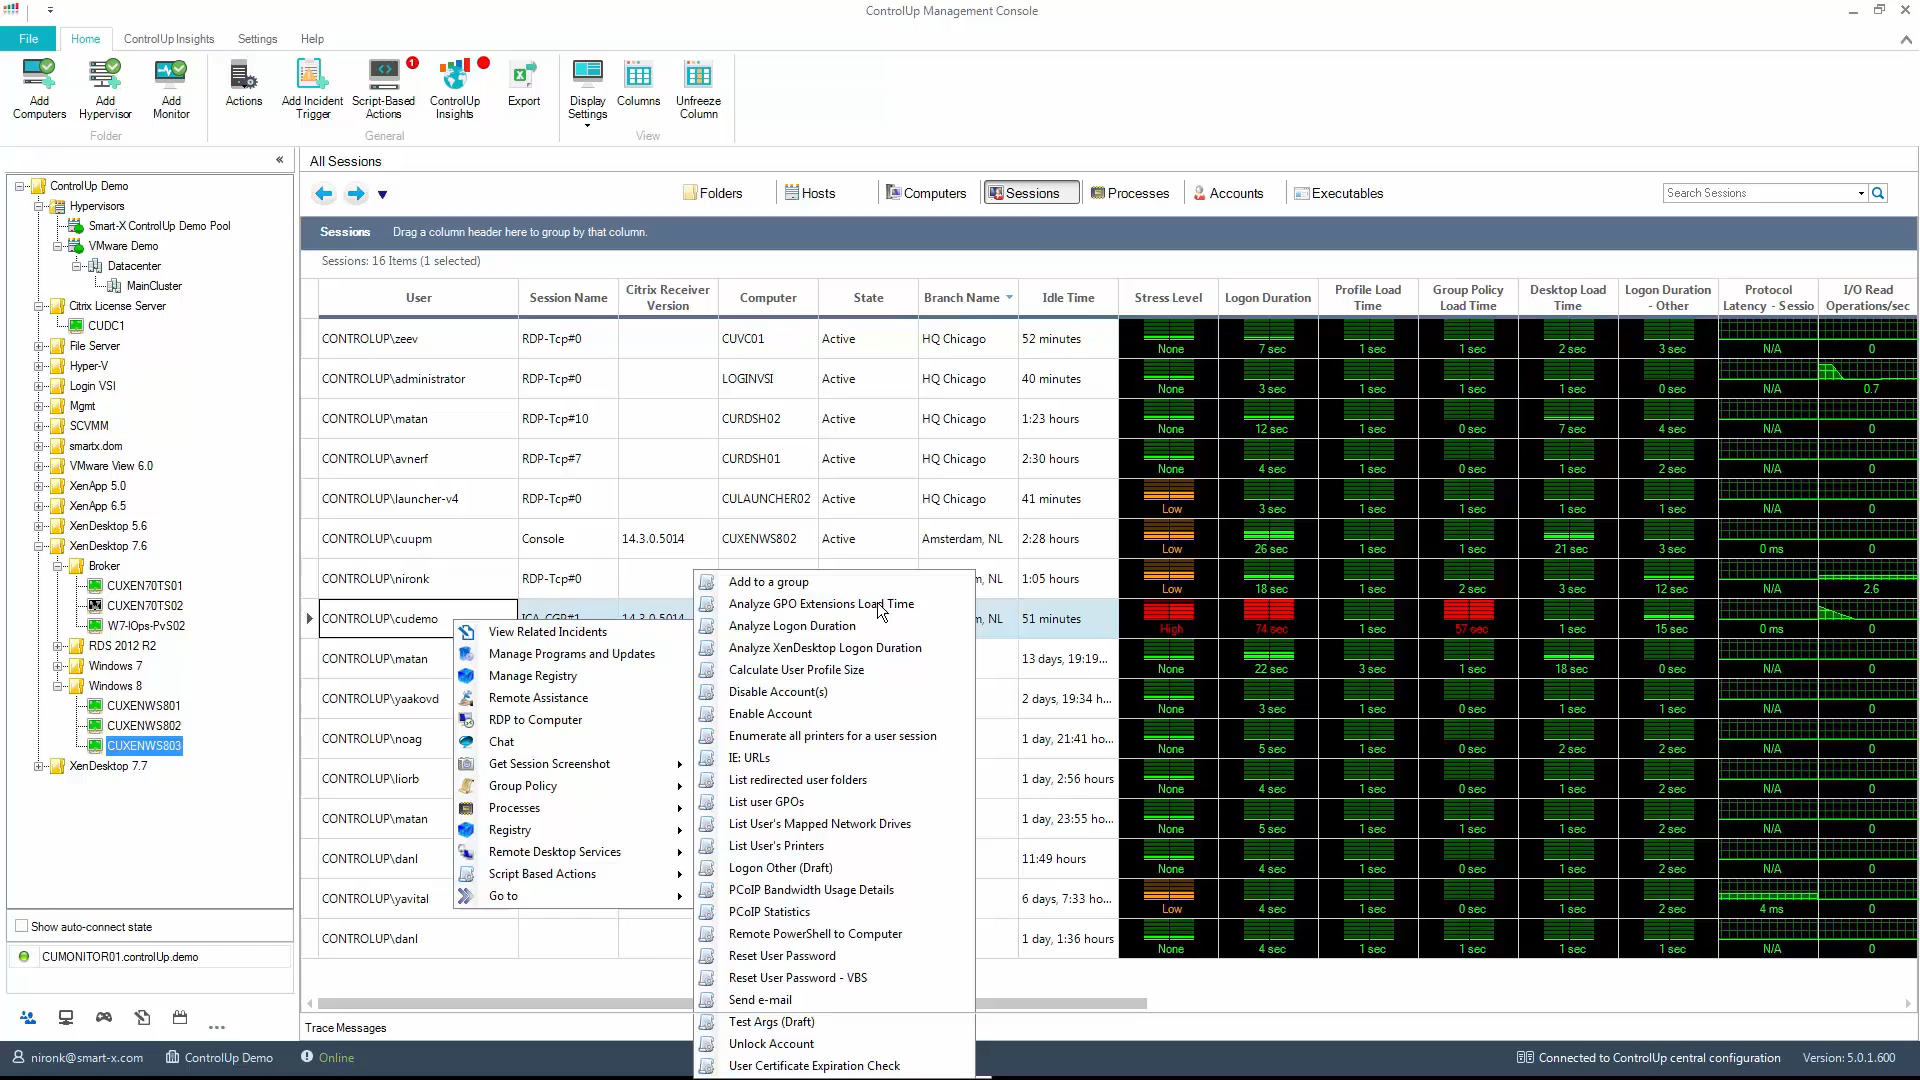 ControlUp Management Console
File
Home
ControlUp Insights
Settings
Help
Add Computers
Add Hypervisor
Add Monitor
Folder
Actions
Add Incident Trigger
Script-Based Actions
1
ControlUp Insights
Export
General
Display Settings
Columns
Unfreeze Column
View
«
ControlUp Demo
Hypervisors
Smart-X ControlUp Demo Pool
VMware Demo
Datacenter
MainCluster
Citrix License Server
CUDC1
File Server
Hyper-V
Login VSI
Mgmt
SCVMM
smartx.dom
VMware View 6.0
XenApp 5.0
XenApp 6.5
XenDesktop 5.6
XenDesktop 7.6
Broker
CUXEN70TS01
CUXEN70TS02
W7-IOps-PvS02
RDS 2012 R2
Windows 7
Windows 8
CUXENWS801
CUXENWS802
CUXENWS803
XenDesktop 7.7
Show auto-connect state
CUMONITOR01.controlUp.demo
All Sessions
Folders
Hosts
Computers
Sessions
Processes
Accounts
Executables
Search Sessions
Sessions Drag a column header here to group by that column.
Sessions: 16 Items (1 selected)
User Session Name Citrix Receiver Version Computer State Branch Name Idle Time Stress Level Logon Duration Profile Load Time Group Policy Load Time Desktop Load Time Logon Duration - Other Protocol Latency - Sessio I/O Read Operations/sec
CONTROLUP\zeev RDP-Tcp#0 CUVC01 Active HQ Chicago 52 minutes None 7 sec 1 sec 1 sec 2 sec 3 sec N/A 0
CONTROLUP\administrator RDP-Tcp#0 LOGINVSI Active HQ Chicago 40 minutes None 3 sec 1 sec 1 sec 1 sec 0 sec N/A 0.7
CONTROLUP\matan RDP-Tcp#10 CURDSH02 Active HQ Chicago 1:23 hours None 12 sec 1 sec 0 sec 7 sec 4 sec N/A 0
CONTROLUP\avnerf RDP-Tcp#7 CURDSH01 Active HQ Chicago 2:30 hours None 4 sec 1 sec 0 sec 1 sec 2 sec N/A 0
CONTROLUP\launcher-v4 RDP-Tcp#0 CULAUNCHER02 Active HQ Chicago 41 minutes Low 3 sec 1 sec 1 sec 1 sec 1 sec N/A 0
CONTROLUP\cuupm Console 14.3.0.5014 CUXENWS802 Active Amsterdam, NL 2:28 hours Low 26 sec 1 sec 1 sec 21 sec 3 sec 0 ms 0
CONTROLUP\nironk RDP-Tcp#0 m, NL 1:05 hours Low 18 sec 1 sec 2 sec 3 sec 12 sec N/A 2.6
CONTROLUP\cudemo ICA-CGP#1 14.3.0.5014 m, NL 51 minutes High 74 sec 1 sec 57 sec 1 sec 15 sec 0 ms 0
CONTROLUP\matan 13 days, 19:19... None 22 sec 3 sec 1 sec 18 sec 0 sec N/A 0
CONTROLUP\yaakovd 2 days, 19:34 h... None 3 sec 1 sec 0 sec 1 sec 1 sec N/A 0
CONTROLUP\noag 1 day, 21:41 ho... None 5 sec 1 sec 0 sec 2 sec 2 sec N/A 0
CONTROLUP\liorb 1 day, 2:56 hours None 4 sec 1 sec 0 sec 1 sec 2 sec N/A 0
CONTROLUP\matan 1 day, 23:55 ho... None 5 sec 1 sec 1 sec 1 sec 2 sec N/A 0
CONTROLUP\danl 11:49 hours None 4 sec 1 sec 0 sec 1 sec 2 sec N/A 0
CONTROLUP\yavital 6 days, 7:33 ho... Low 4 sec 1 sec 0 sec 1 sec 2 sec 4 ms 0
CONTROLUP\danl 1 day, 1:36 hours None 4 sec 1 sec 0 sec 1 sec 1 sec N/A 0
View Related Incidents
Manage Programs and Updates
Manage Registry
Remote Assistance
RDP to Computer
Chat
Get Session Screenshot
Group Policy
Processes
Registry
Remote Desktop Services
Script Based Actions
Go to
Add to a group
Analyze GPO Extensions Load Time
Analyze Logon Duration
Analyze XenDesktop Logon Duration
Calculate User Profile Size
Disable Account(s)
Enable Account
Enumerate all printers for a user session
IE: URLs
List redirected user folders
List user GPOs
List User's Mapped Network Drives
List User's Printers
Logon Other (Draft)
PCoIP Bandwidth Usage Details
PCoIP Statistics
Remote PowerShell to Computer
Reset User Password
Reset User Password - VBS
Send e-mail
Test Args (Draft)
Unlock Account
User Certificate Expiration Check
Trace Messages
nironk@smart-x.com
ControlUp Demo
Online
Connected to ControlUp central configuration
Version: 5.0.1.600